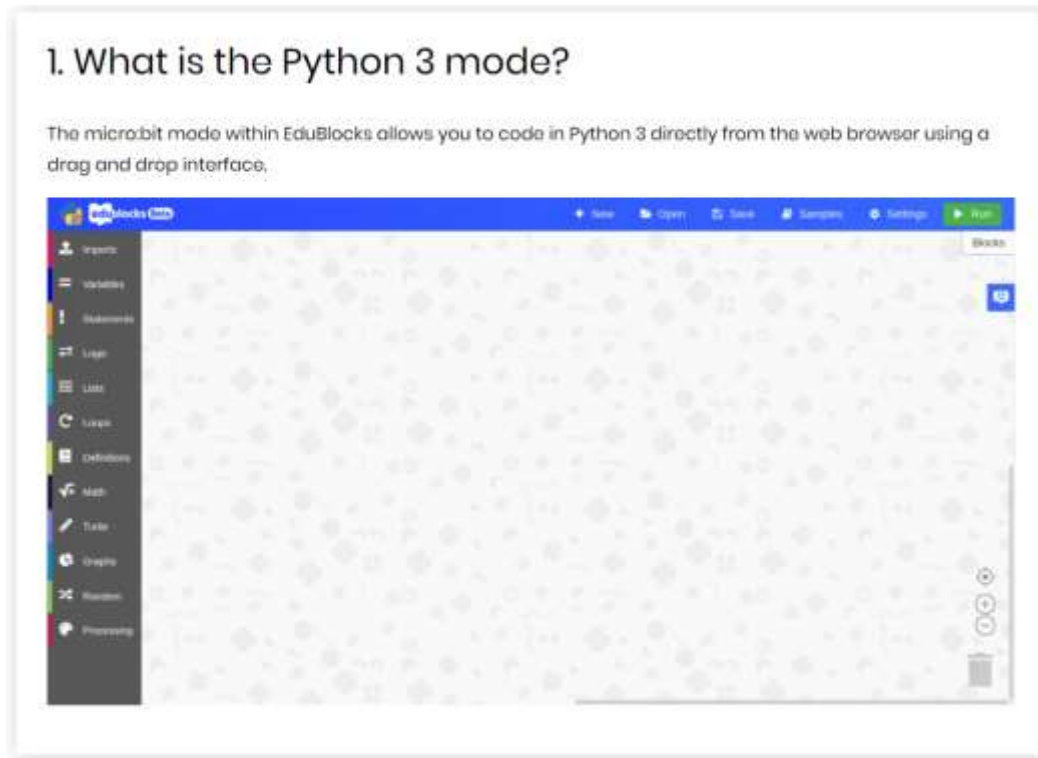 1. What is the Python 3 mode?
The micro:bit mode within EduBlocks allows you to code in Python 3 directly from the web browser using a
drag and drop interface.
edublocks Beta
New Open Save Samples Settings Run
Blocks
Imports
Variables
Statements
Logic
Lists
Loops
Definitions
Math
Turtle
Graphs
Random
Processing